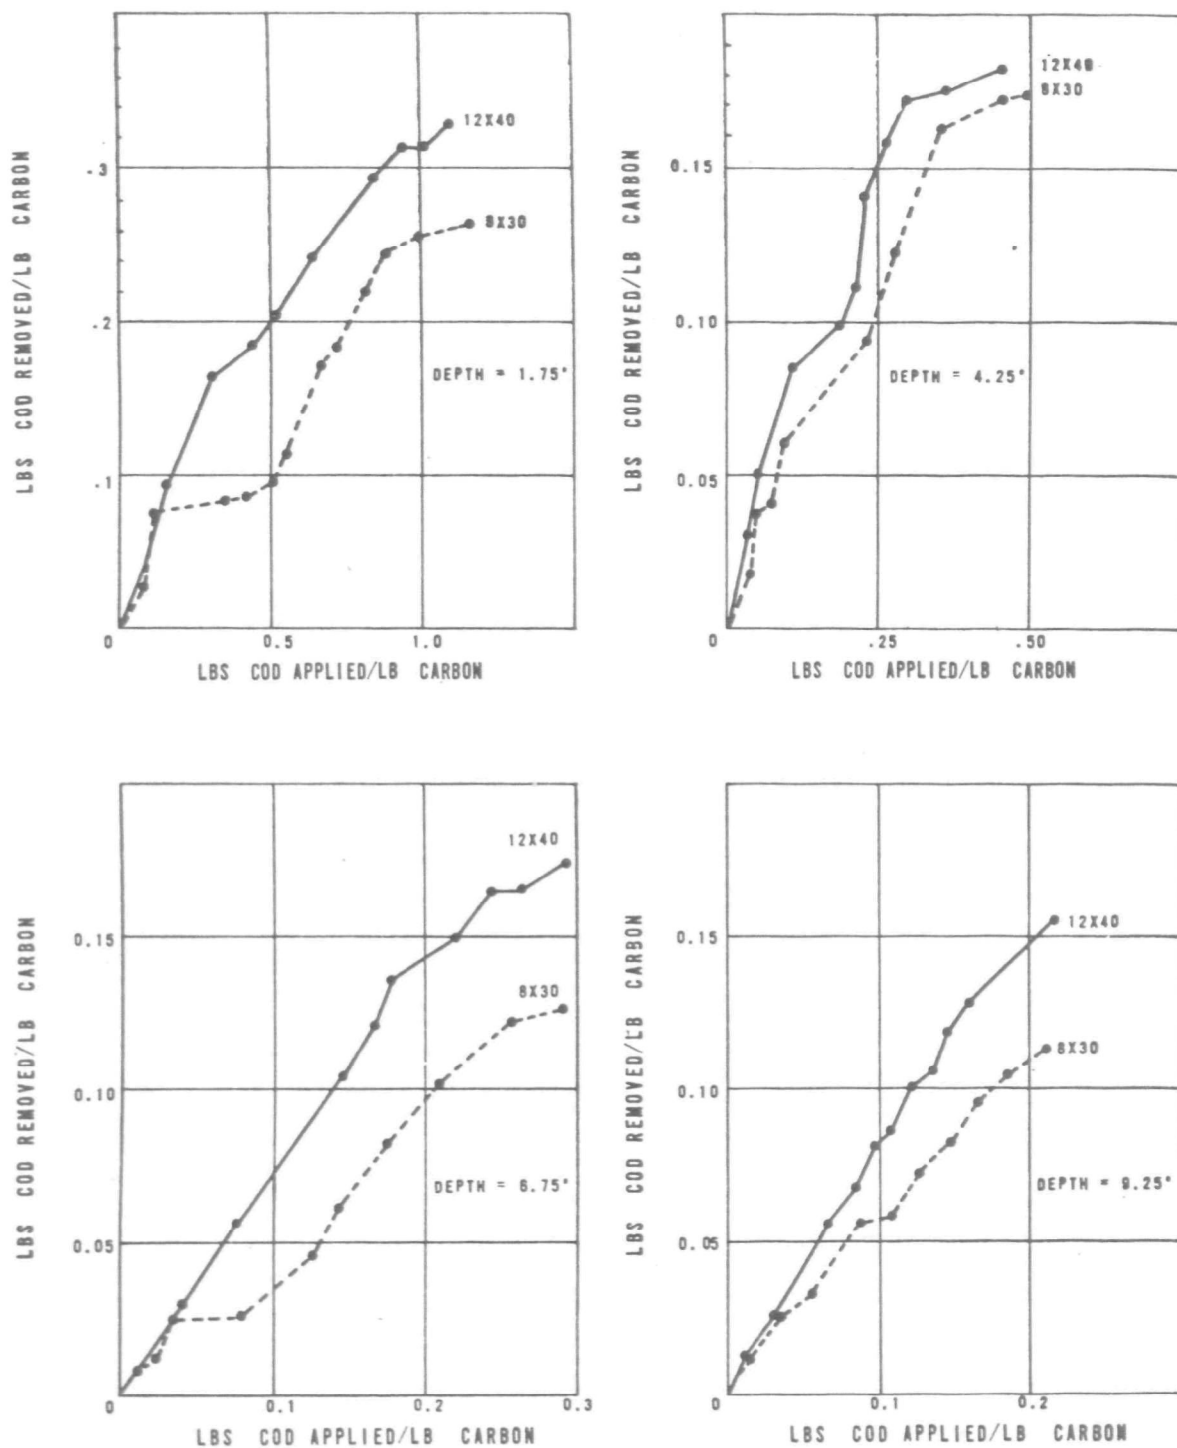 12X40
.3
8X30
.2
DEPTH = 1.75"
.1
0
0.5
1.0
LBS COD REMOVED/LB CARBON
LBS COD APPLIED/LB CARBON
12X40
8X30
0.15
0.10
DEPTH = 4.25"
0.05
0
.25
.50
LBS COD REMOVED/LB CARBON
LBS COD APPLIED/LB CARBON
12X40
0.15
8X30
0.10
DEPTH = 6.75"
0.05
0
0.1
0.2
0.3
LBS COD REMOVED/LB CARBON
LBS COD APPLIED/LB CARBON
12X40
0.15
8X30
0.10
DEPTH = 9.25"
0.05
0
0.1
0.2
LBS COD REMOVED/LB CARBON
LBS COD APPLIED/LB CARBON